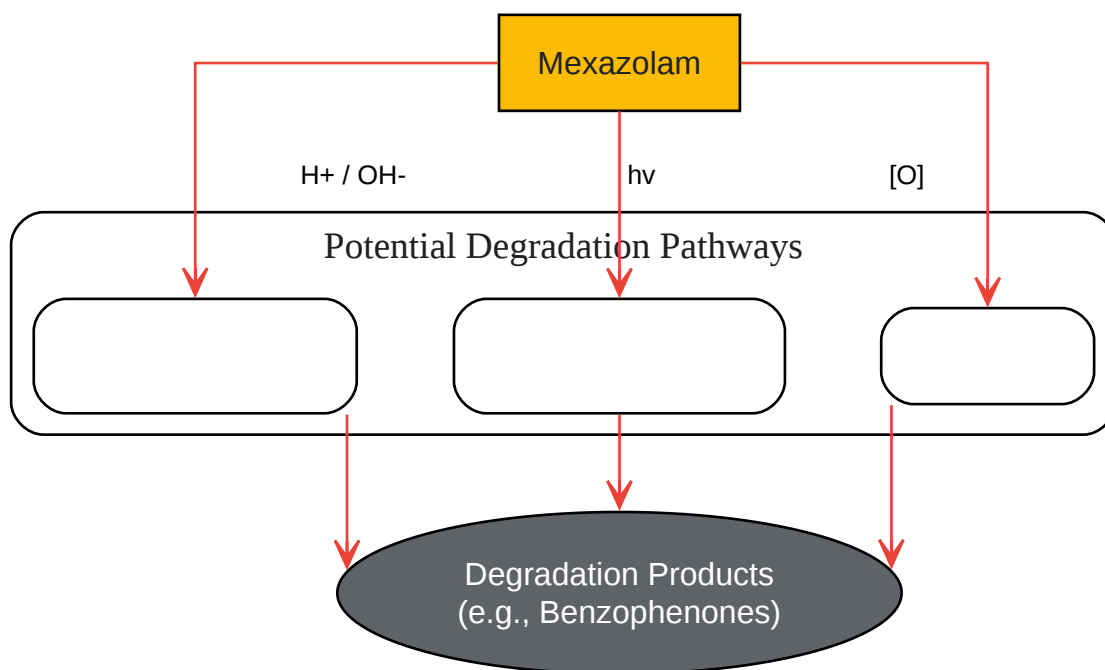 Mexazolam
H+ / OH-
hv
[O]
Potential Degradation Pathways
Degradation Products
(e.g., Benzophenones)